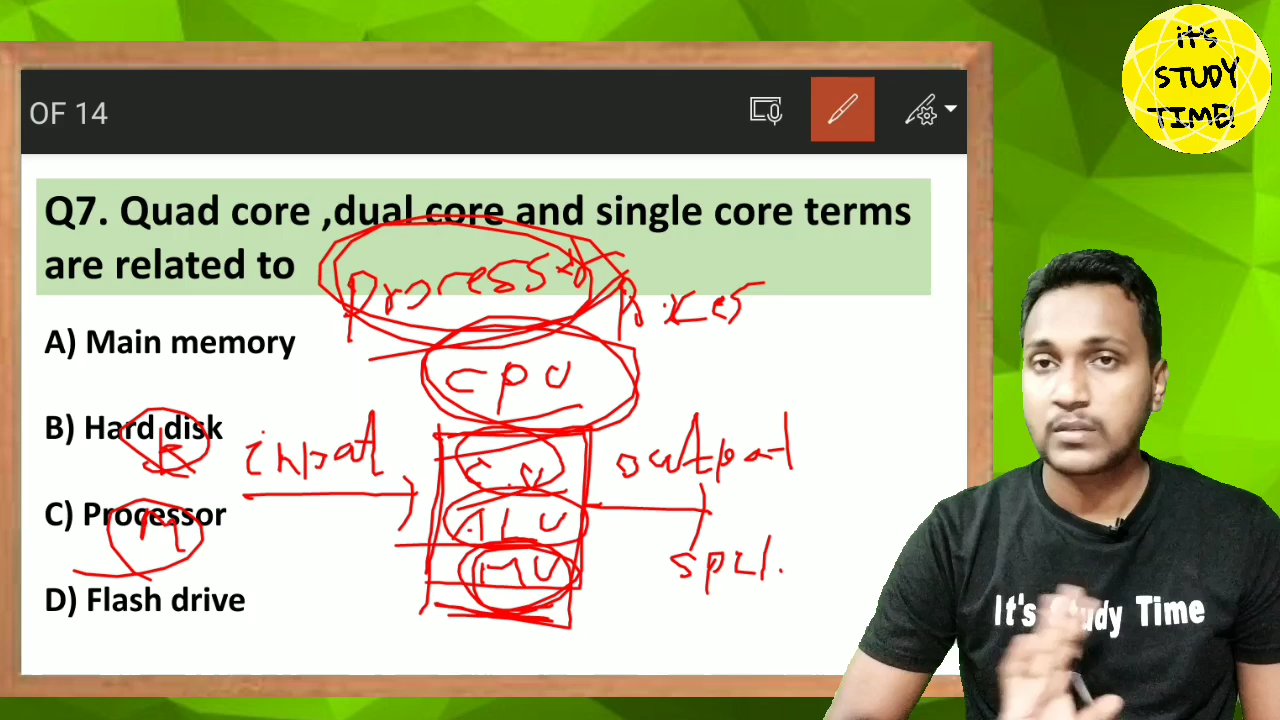 it's
STUDY
TIME!
OF 14
Q7. Quad core ,dual core and single core terms
are related to
process
A) Main memory
CPU
B) Hard disk
input
output
C.U
C) Processor
M
ALU
MU
D) Flash drive
It's Study Time